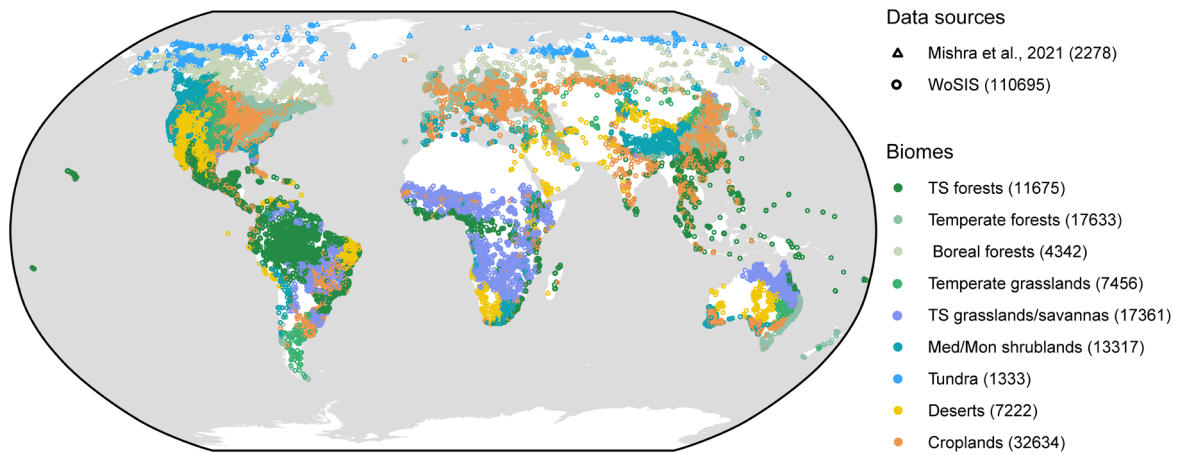 Data sources
Mishra et al., 2021 (2278)
WoSIS (110695)
Biomes
TS forests (11675)
Temperate forests (17633)
Boreal forests (4342)
Temperate grasslands (7456)
TS grasslands/savannas (17361)
Med/Mon shrublands (13317)
Tundra (1333)
Deserts (7222)
Croplands (32634)